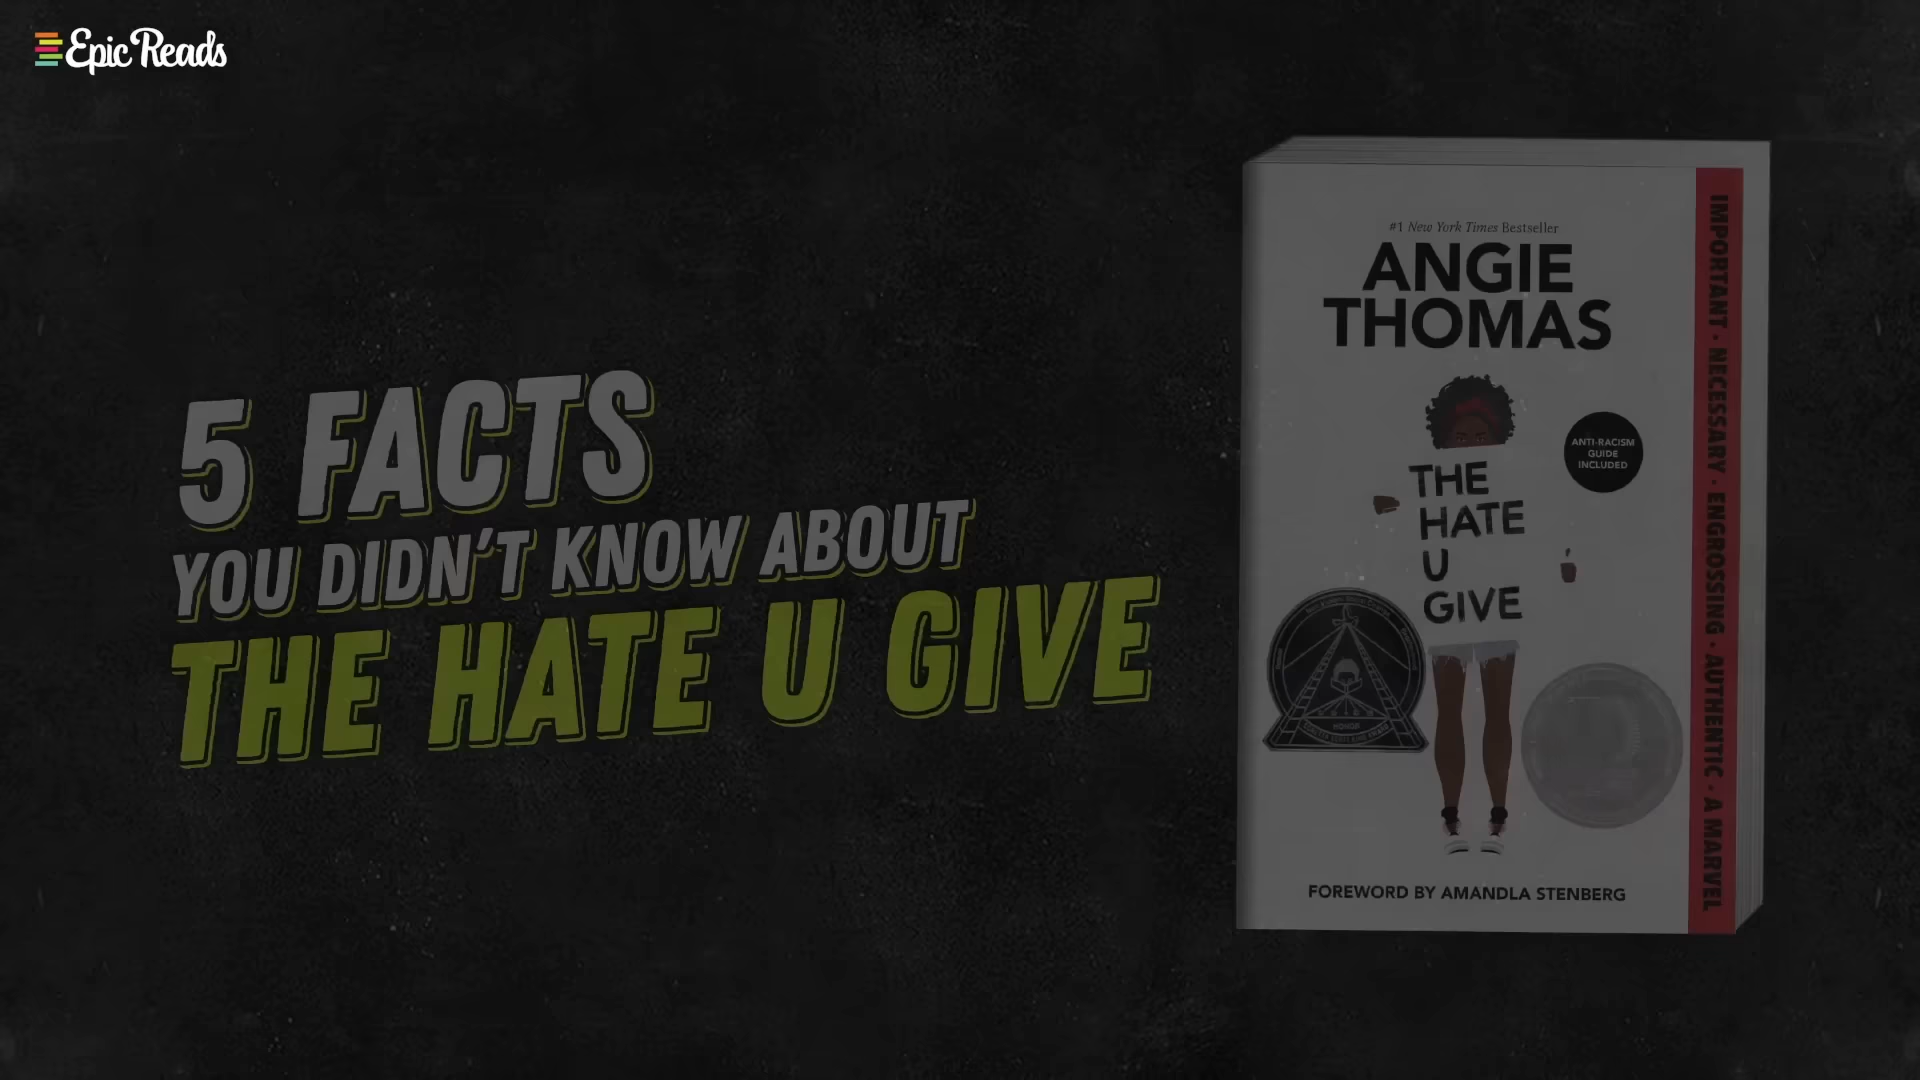 Epic Reads
5 FACTS
YOU DIDN'T KNOW ABOUT
THE HATE U GIVE
#1 New York Times Bestseller
ANGIE
THOMAS
THE
HATE
U
GIVE
ANTI-RACISM
GUIDE
INCLUDED
HONOR
FOREWORD BY AMANDLA STENBERG
IMPORTANT · NECESSARY · ENGROSSING · AUTHENTIC · A MARVEL